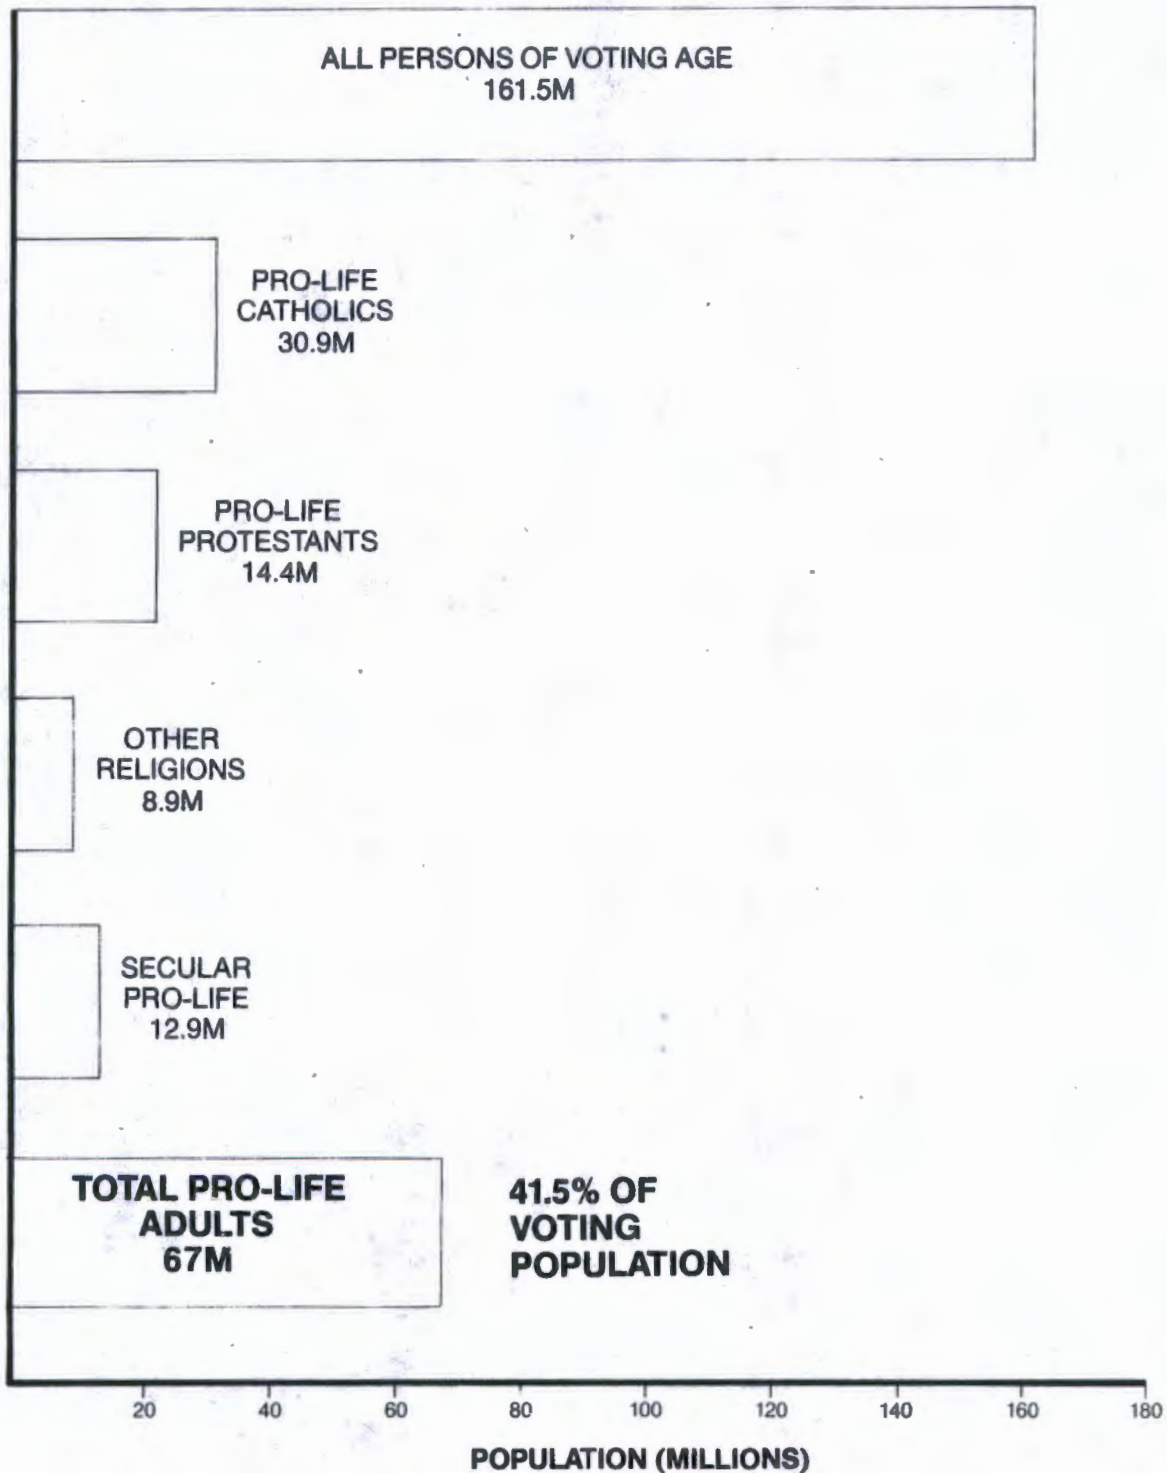 ALL PERSONS OF VOTING AGE
161.5M
PRO-LIFE
CATHOLICS
30.9M
PRO-LIFE
PROTESTANTS
14.4M
OTHER
RELIGIONS
8.9M
SECULAR
PRO-LIFE
12.9M
TOTAL PRO-LIFE
ADULTS
67M
41.5% OF
VOTING
POPULATION
20 40 60 80 100 120 140 160 180
POPULATION (MILLIONS)